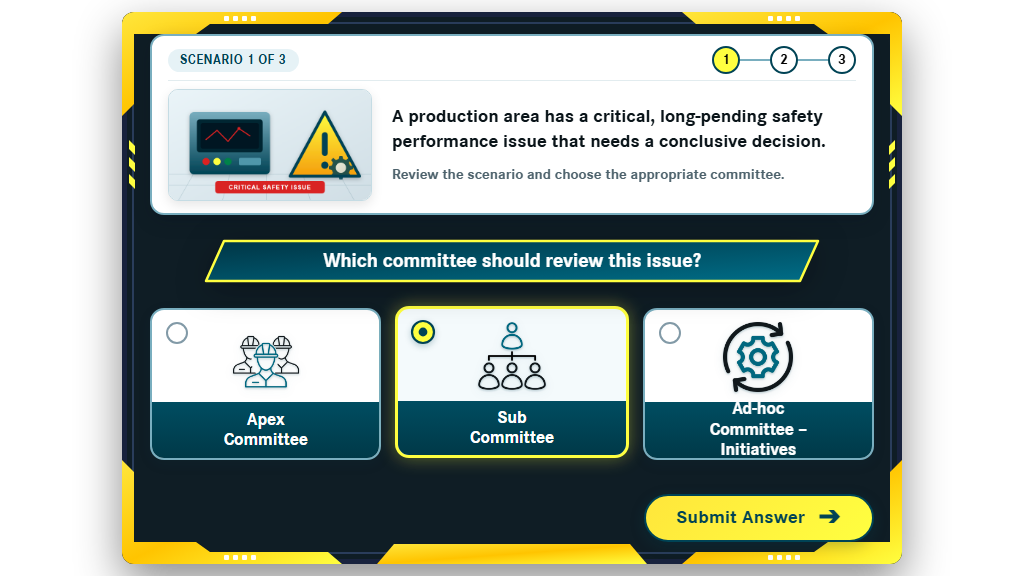 SCENARIO 1 OF 3
1 2 3
A production area has a critical, long-pending safety
performance issue that needs a conclusive decision.
Review the scenario and choose the appropriate committee.
CRITICAL SAFETY ISSUE
Which committee should review this issue?
Apex
Committee
Sub
Committee
Ad-hoc
Committee –
Initiatives
Submit Answer